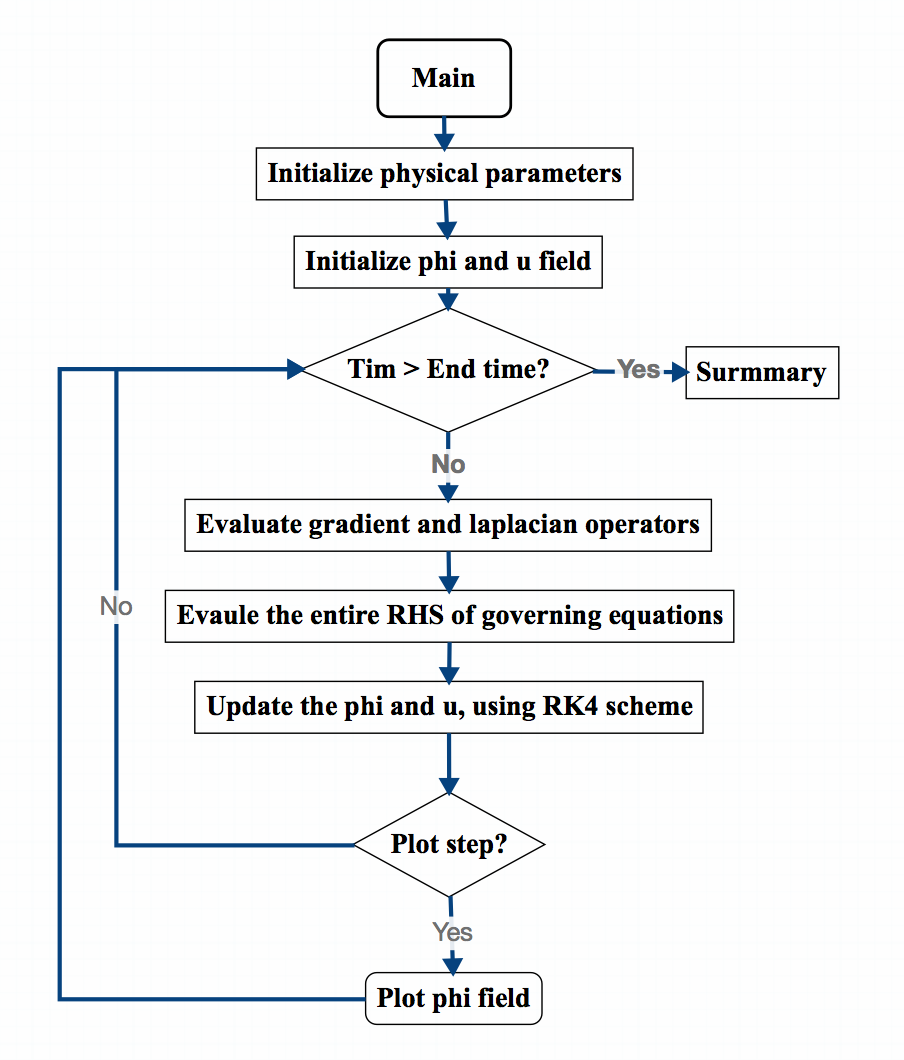 Main
Initialize physical parameters
Initialize phi and u field
Tim > End time?
Yes
Surmmary
No
Evaluate gradient and laplacian operators
No
Evaule the entire RHS of governing equations
Update the phi and u, using RK4 scheme
Plot step?
Yes
Plot phi field